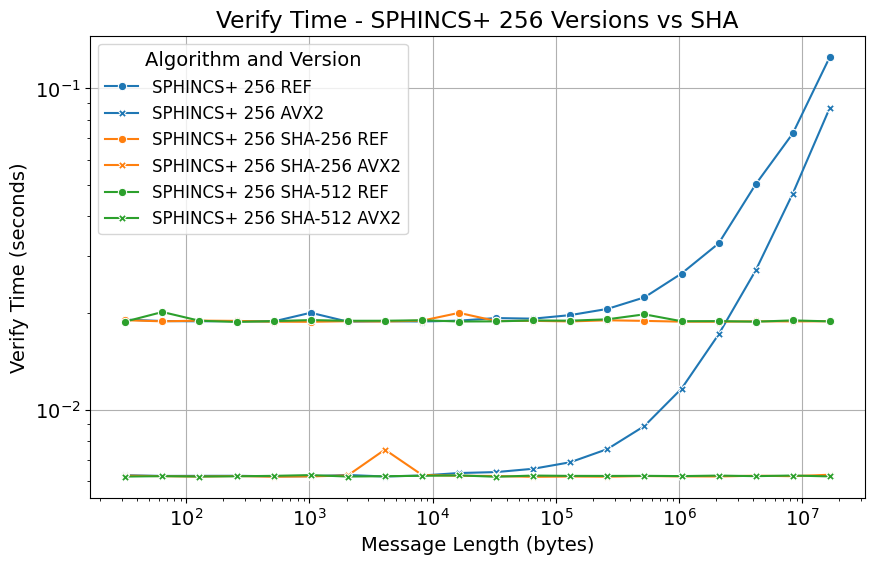 Verify Time - SPHINCS+ 256 Versions vs SHA
Algorithm and Version
SPHINCS+ 256 REF
SPHINCS+ 256 AVX2
SPHINCS+ 256 SHA-256 REF
SPHINCS+ 256 SHA-256 AVX2
SPHINCS+ 256 SHA-512 REF
SPHINCS+ 256 SHA-512 AVX2
Verify Time (seconds)
10⁻¹
10⁻²
10² 10³ 10⁴ 10⁵ 10⁶ 10⁷
Message Length (bytes)